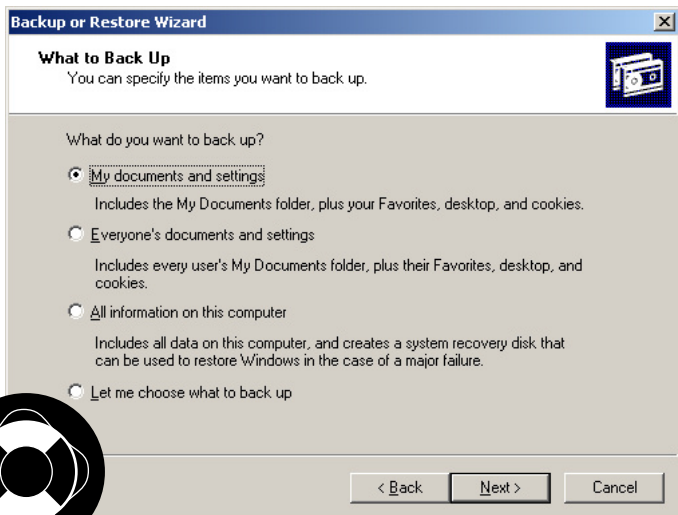 Backup or Restore Wizard
What to Back Up
You can specify the items you want to back up.
What do you want to back up?
My documents and settings
Includes the My Documents folder, plus your Favorites, desktop, and cookies.
Everyone's documents and settings
Includes every user's My Documents folder, plus their Favorites, desktop, and
cookies.
All information on this computer
Includes all data on this computer, and creates a system recovery disk that
can be used to restore Windows in the case of a major failure.
Let me choose what to back up
< Back Next > Cancel